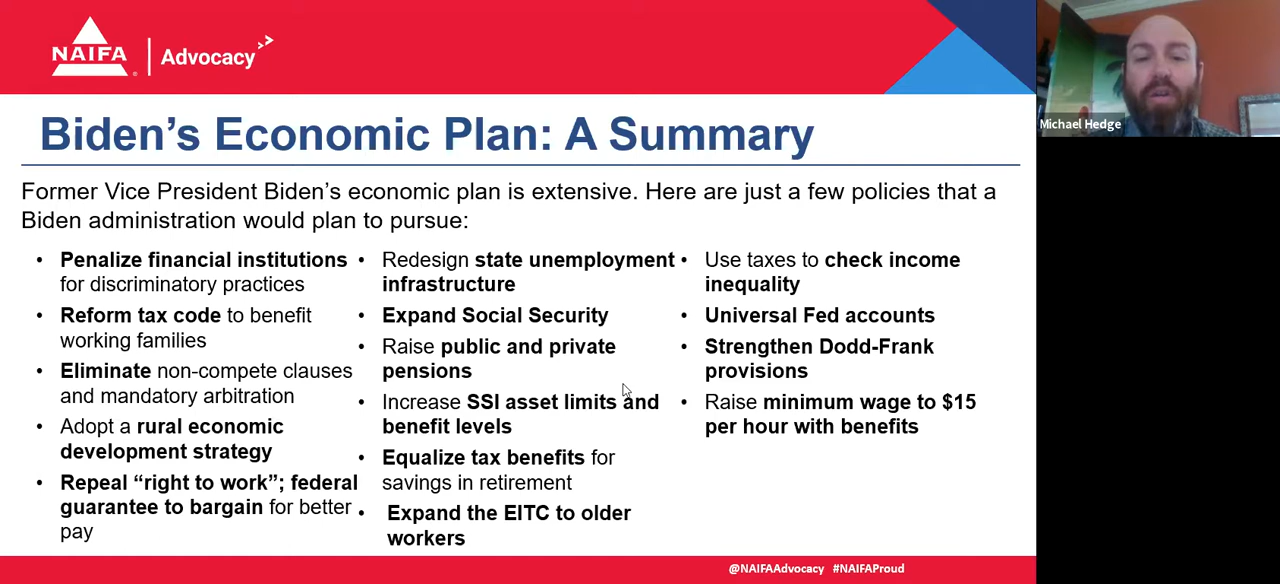 NAIFA
Advocacy
Michael Hedge
Biden's Economic Plan: A Summary
Former Vice President Biden's economic plan is extensive. Here are just a few policies that a
Biden administration would plan to pursue:
• Penalize financial institutions
for discriminatory practices
• Reform tax code to benefit
working families
• Eliminate non-compete clauses
and mandatory arbitration
• Adopt a rural economic
development strategy
• Repeal “right to work”; federal
guarantee to bargain for better
pay
• Redesign state unemployment
infrastructure
• Expand Social Security
• Raise public and private
pensions
• Increase SSI asset limits and
benefit levels
• Equalize tax benefits for
savings in retirement
• Expand the EITC to older
workers
• Use taxes to check income
inequality
• Universal Fed accounts
• Strengthen Dodd-Frank
provisions
• Raise minimum wage to $15
per hour with benefits
@NAIFAAdvocacy #NAIFAProud